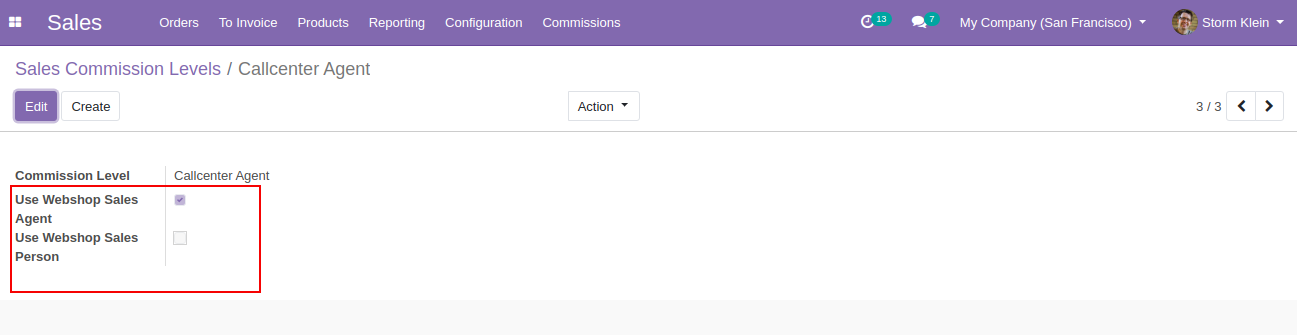 Sales Orders To Invoice Products Reporting Configuration Commissions 13 7 My Company (San Francisco) Storm Klein
Sales Commission Levels / Callcenter Agent
Edit Create Action 3 / 3
Commission Level Callcenter Agent
Use Webshop Sales
Agent
Use Webshop Sales
Person